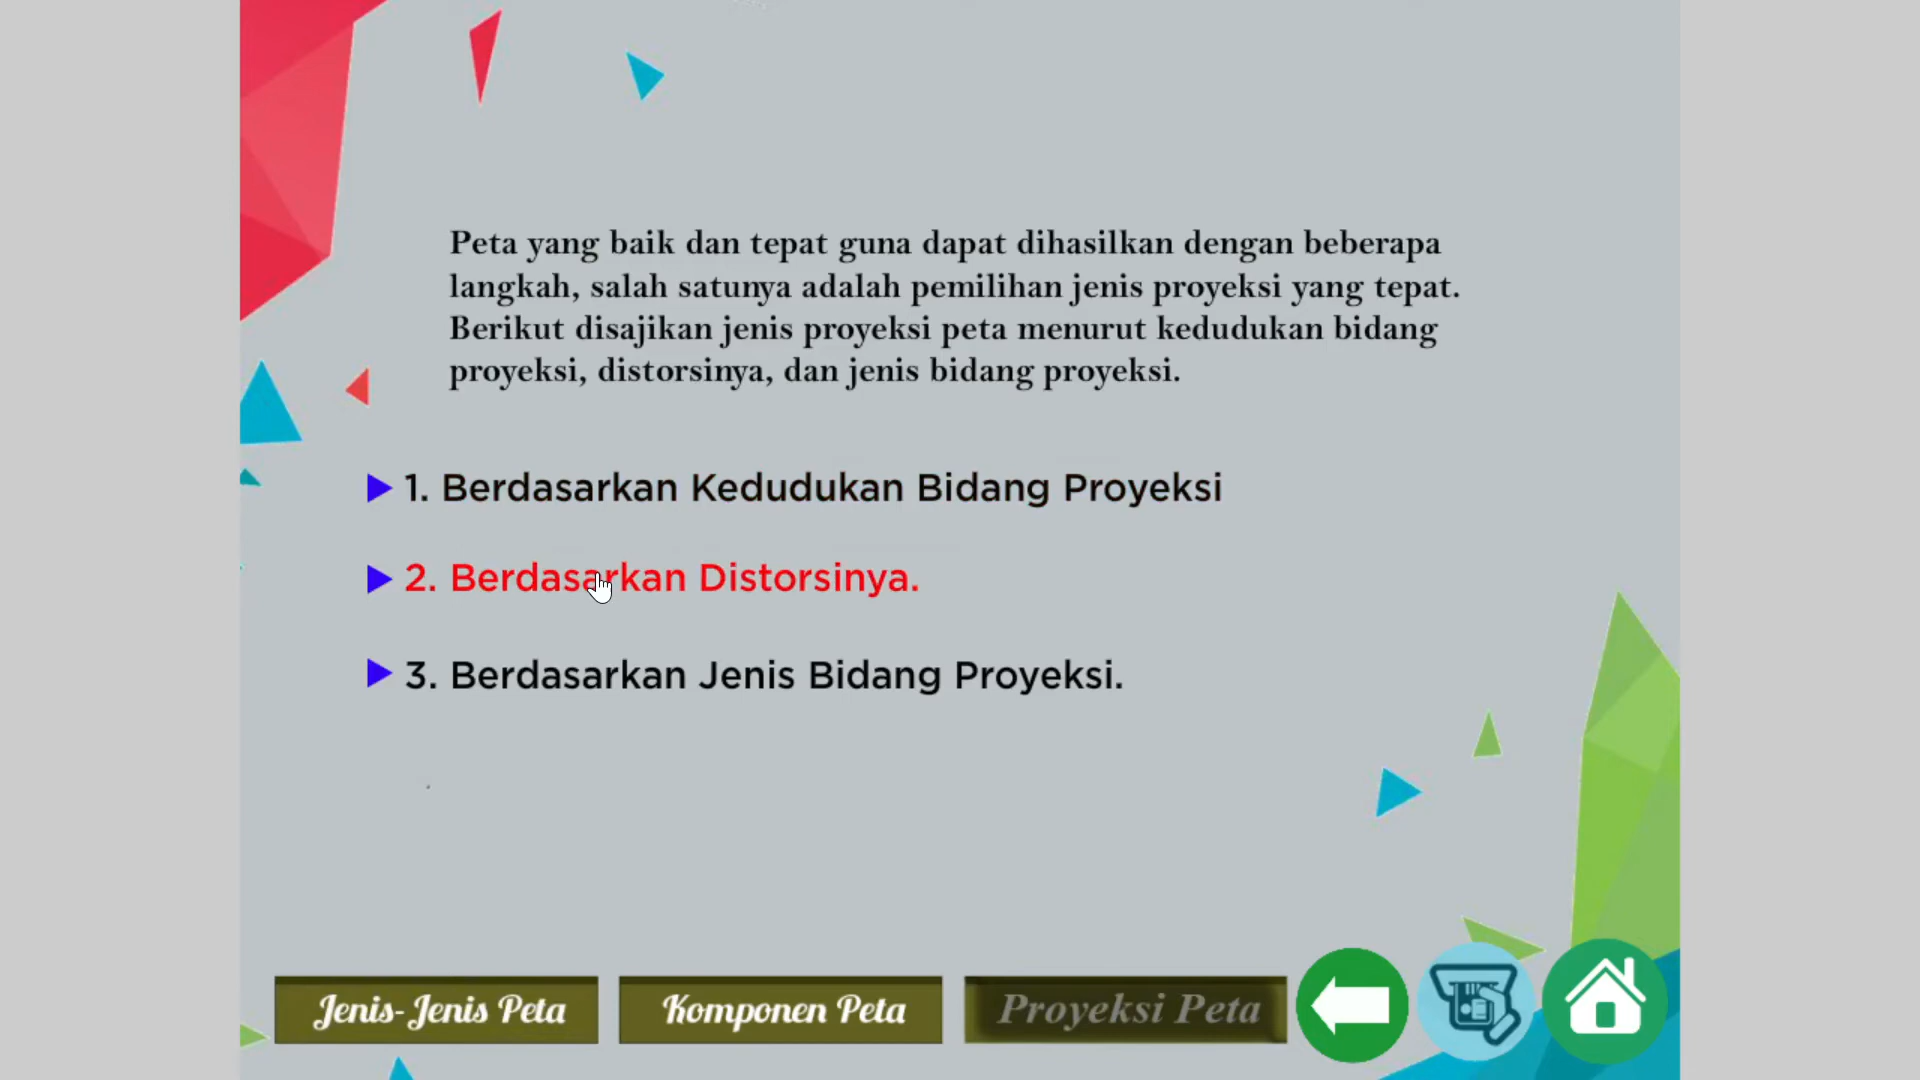 Peta yang baik dan tepat guna dapat dihasilkan dengan beberapa
langkah, salah satunya adalah pemilihan jenis proyeksi yang tepat.
Berikut disajikan jenis proyeksi peta menurut kedudukan bidang
proyeksi, distorsinya, dan jenis bidang proyeksi.
1. Berdasarkan Kedudukan Bidang Proyeksi
2. Berdasarkan Distorsinya.
3. Berdasarkan Jenis Bidang Proyeksi.
Jenis-Jenis Peta
Komponen Peta
Proyeksi Peta